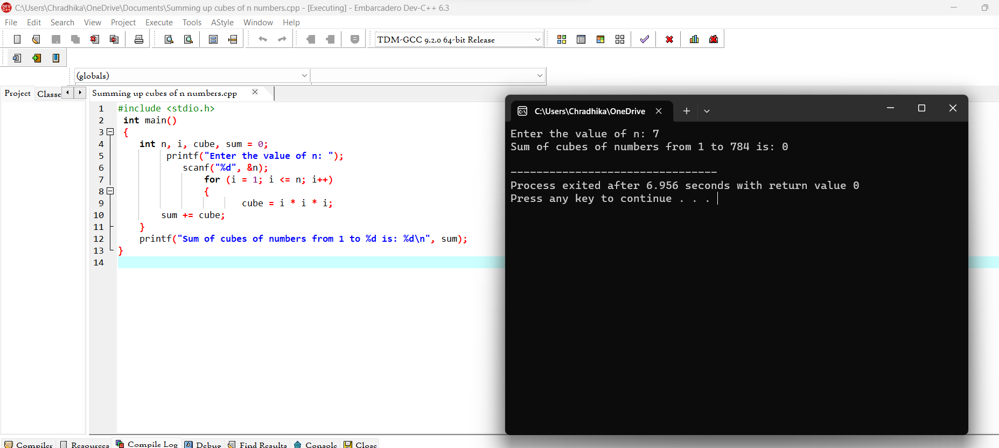 C:\Users\Chradhika\OneDrive\Documents\Summing up cubes of n numbers.cpp - [Executing] - Embarcadero Dev-C++ 6.3
File Edit Search View Project Execute Tools AStyle Window Help
TDM-GCC 9.2.0 64-bit Release
(globals)
Project Classe
Summing up cubes of n numbers.cpp
1 #include <stdio.h>
2 int main()
3 {
4 int n, i, cube, sum = 0;
5 printf("Enter the value of n: ");
6 scanf("%d", &n);
7 for (i = 1; i <= n; i++)
8 {
9 cube = i * i * i;
10 sum += cube;
11 }
12 printf("Sum of cubes of numbers from 1 to %d is: %d\n", sum);
13 }
14
C:\Users\Chradhika\OneDrive
Enter the value of n: 7
Sum of cubes of numbers from 1 to 784 is: 0
--------------------------------
Process exited after 6.956 seconds with return value 0
Press any key to continue . . .
Compiler Resources Compile Log Debug Find Results Console Close